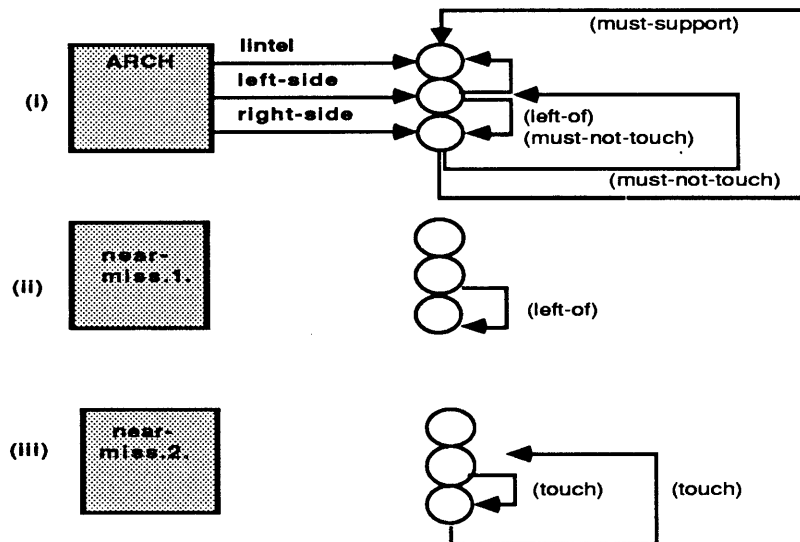 (must-support)
ARCH
lintel
left-side
right-side
(i)
(left-of)
(must-not-touch)
(must-not-touch)
(ii)
near-
miss.1.
(left-of)
(iii)
near-
miss.2.
(touch)
(touch)